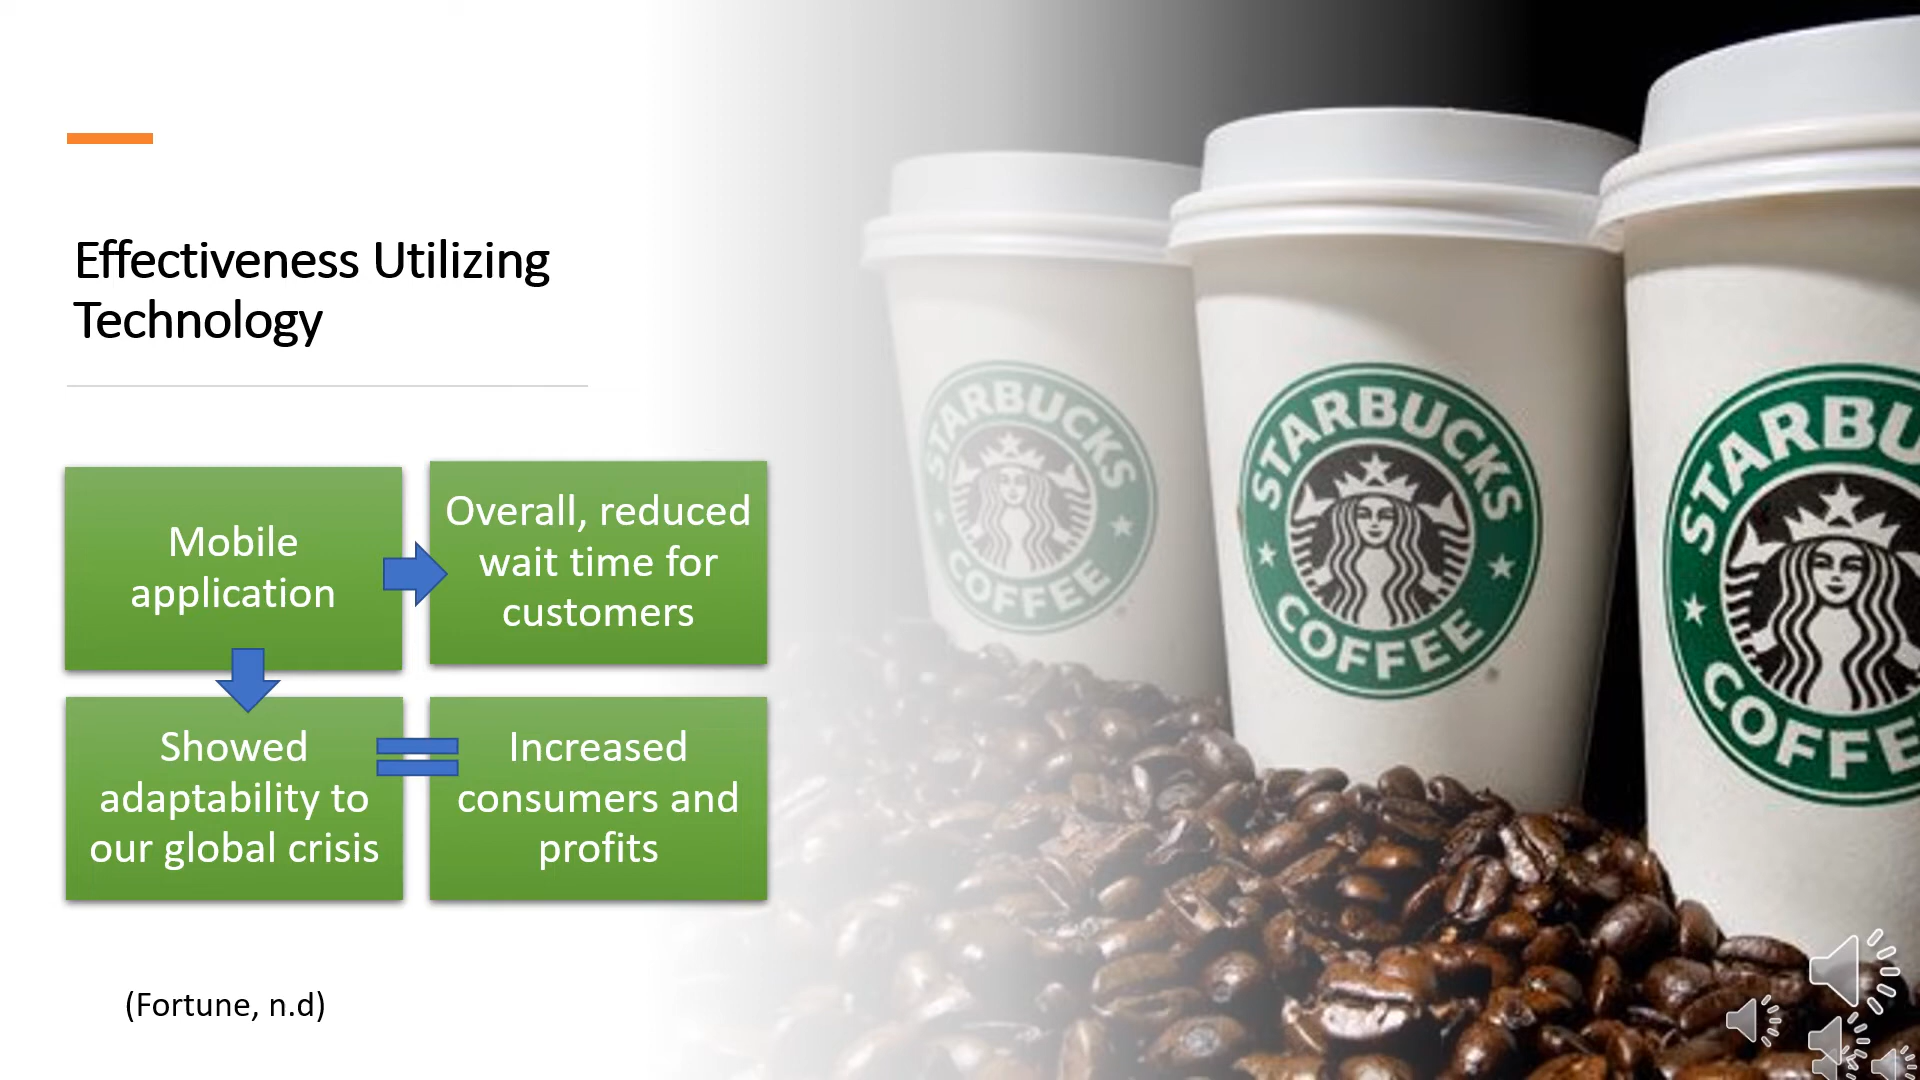 Effectiveness Utilizing
Technology
Mobile
application
Overall, reduced
wait time for
customers
Showed
adaptability to
our global crisis
Increased
consumers and
profits
(Fortune, n.d)
STARBUCKS
COFFEE
STARBUCKS
COFFEE
STARBU
COFFE